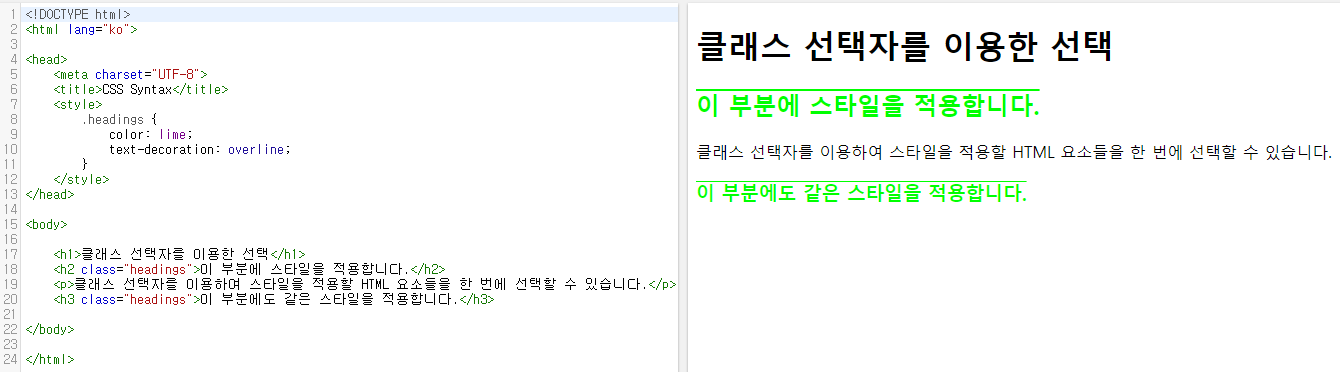 1 <!DOCTYPE html>
2 <html lang="ko">
3
4 <head>
5     <meta charset="UTF-8">
6     <title>CSS Syntax</title>
7     <style>
8         .headings {
9             color: lime;
10             text-decoration: overline;
11         }
12     </style>
13 </head>
14
15 <body>
16
17     <h1>클래스 선택자를 이용한 선택</h1>
18     <h2 class="headings">이 부분에 스타일을 적용합니다.</h2>
19     <p>클래스 선택자를 이용하여 스타일을 적용할 HTML 요소들을 한 번에 선택할 수 있습니다.</p>
20     <h3 class="headings">이 부분에도 같은 스타일을 적용합니다.</h3>
21
22 </body>
23
24 </html>
클래스 선택자를 이용한 선택
이 부분에 스타일을 적용합니다.
클래스 선택자를 이용하여 스타일을 적용할 HTML 요소들을 한 번에 선택할 수 있습니다.
이 부분에도 같은 스타일을 적용합니다.